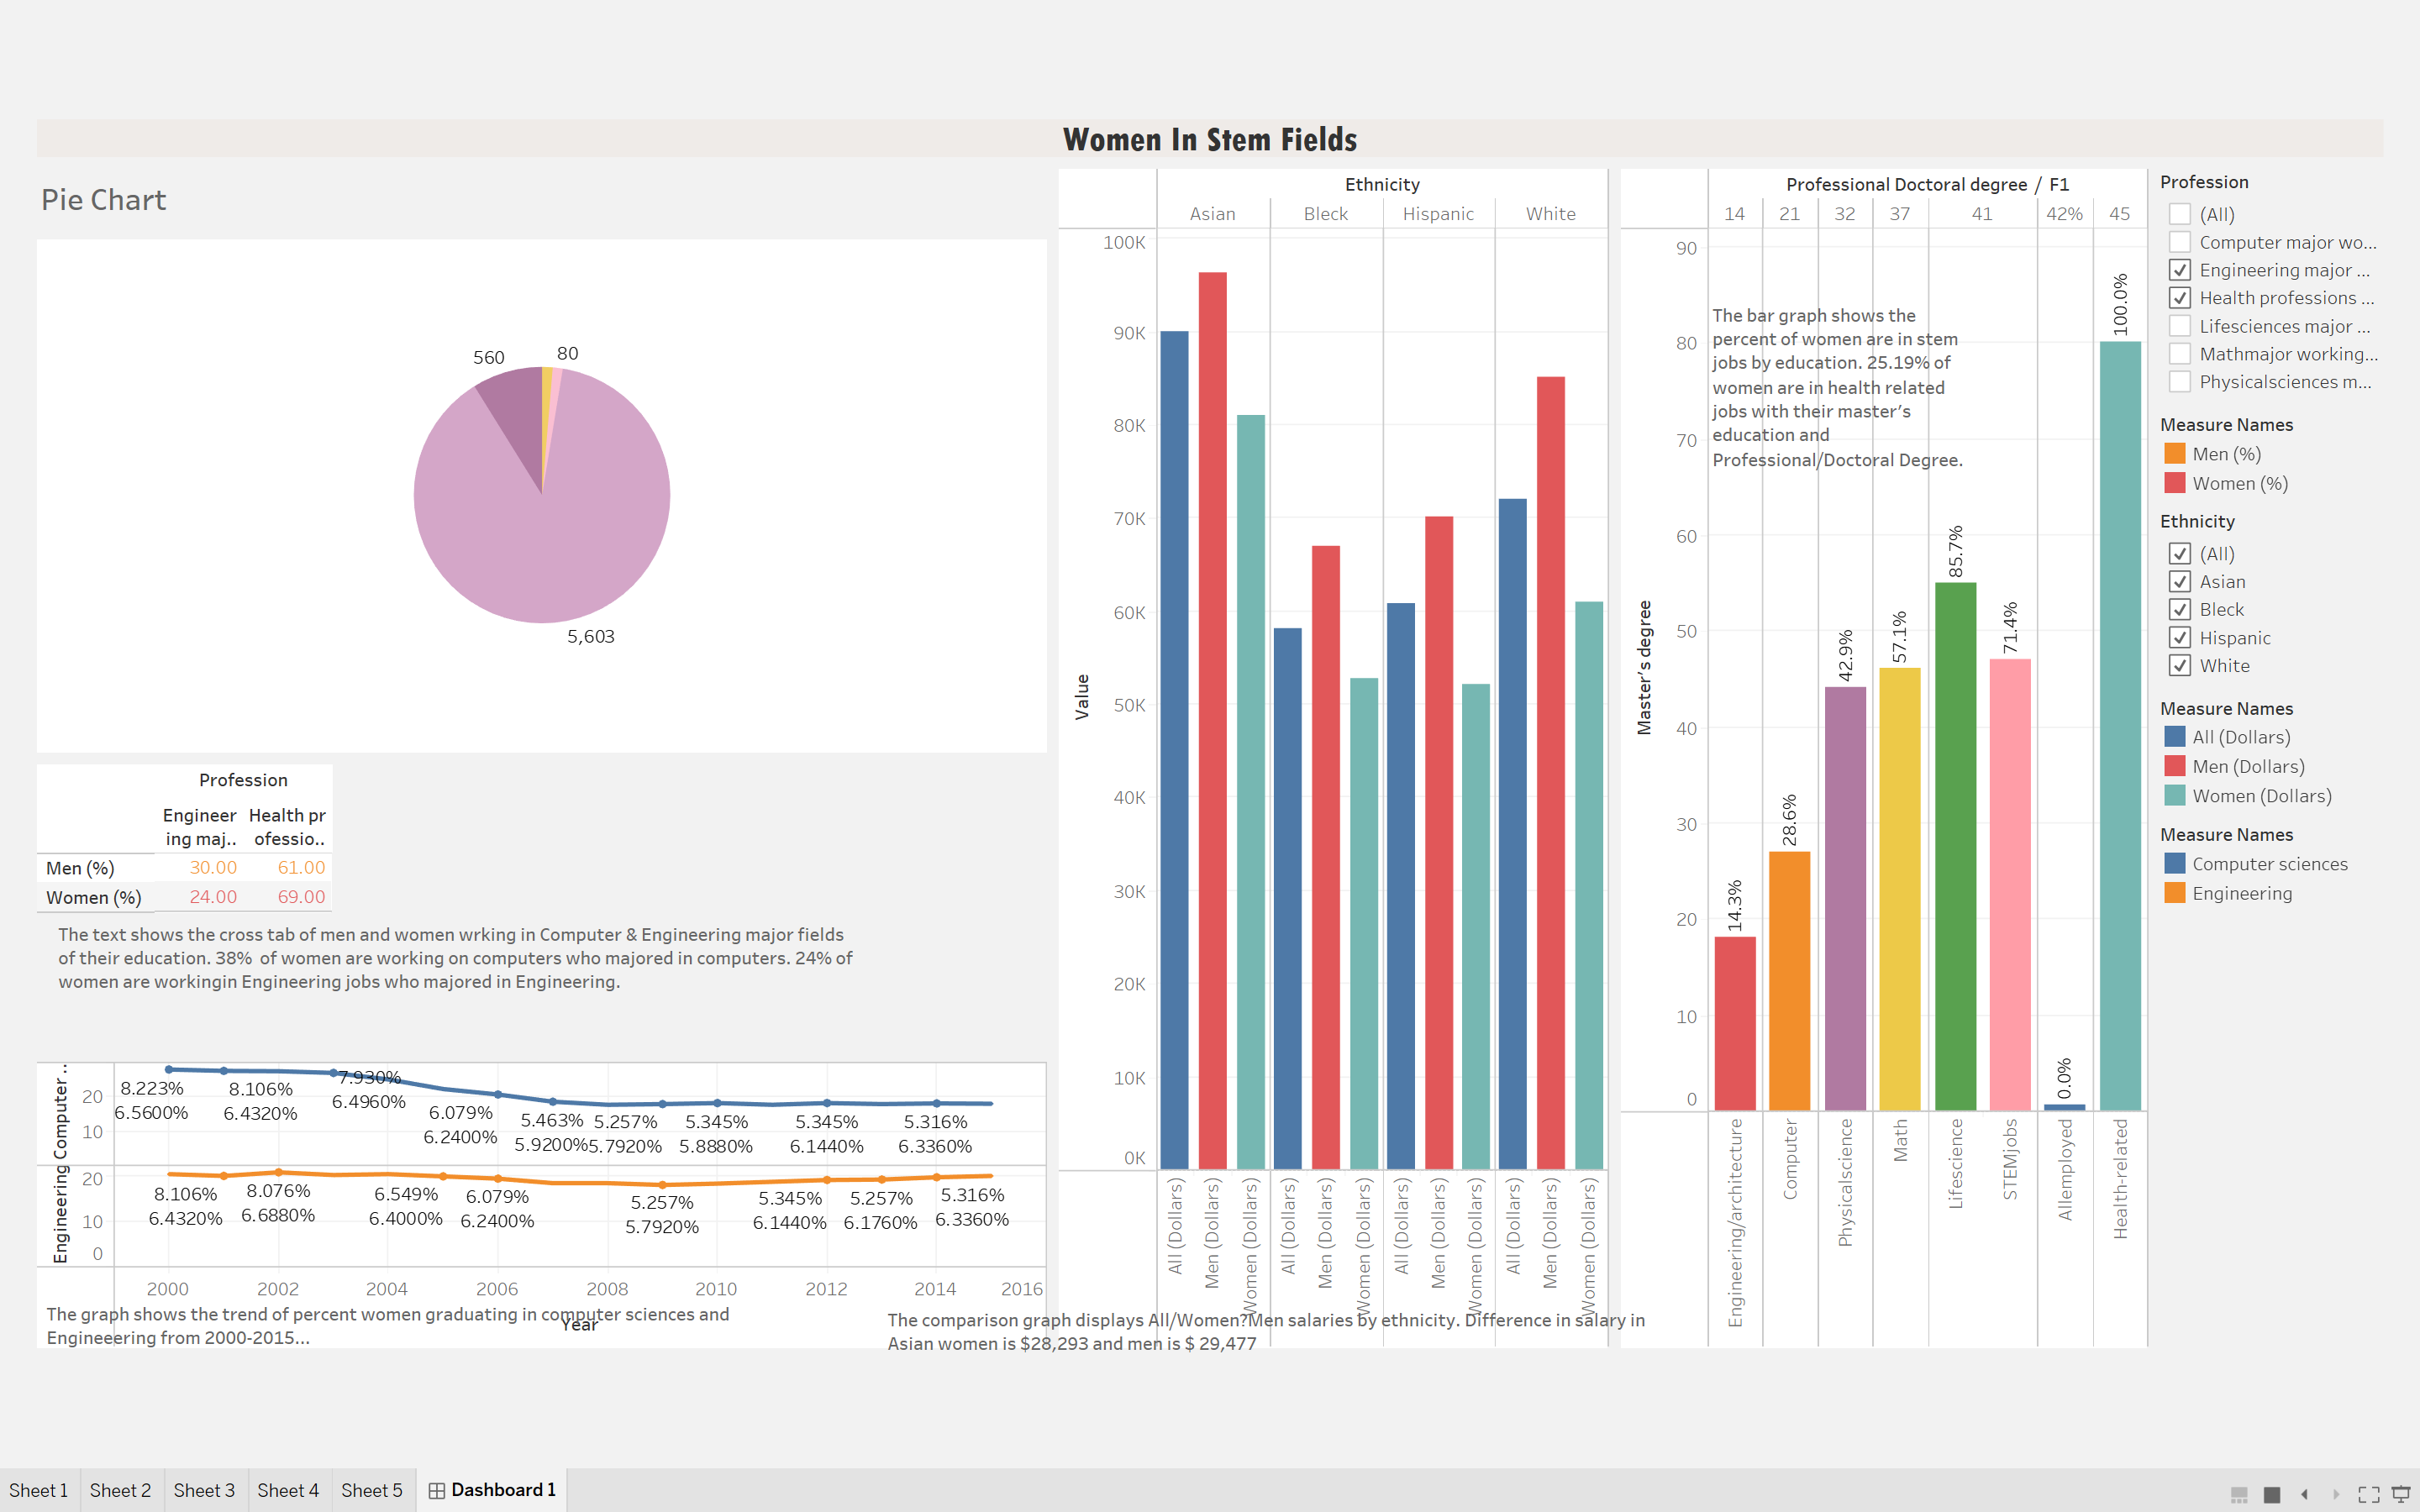 Women In Stem Fields
Pie Chart
560
80
5,603
Profession
Engineer
ing maj..
Health pr
ofessio..
Men (%) 30.00 61.00
Women (%) 24.00 69.00
The text shows the cross tab of men and women wrking in Computer & Engineering major fields
of their education. 38% of women are working on computers who majored in computers. 24% of
women are workingin Engineering jobs who majored in Engineering.
Computer ..
20
10
8.223%
6.5600%
8.106%
6.4320%
7.930%
6.4960%
6.079%
6.2400%
5.463%
5.9200%
5.257%
5.7920%
5.345%
5.8880%
5.345%
6.1440%
5.316%
6.3360%
Engineering
20
10
0
8.106%
6.4320%
8.076%
6.6880%
6.549%
6.4000%
6.079%
6.2400%
5.257%
5.7920%
5.345%
6.1440%
5.257%
6.1760%
5.316%
6.3360%
2000 2002 2004 2006 2008 2010 2012 2014 2016
Year
The graph shows the trend of percent women graduating in computer sciences and
Engineeering from 2000-2015...
Ethnicity
Asian Bleck Hispanic White
Value
100K
90K
80K
70K
60K
50K
40K
30K
20K
10K
0K
All (Dollars)
Men (Dollars)
Women (Dollars)
All (Dollars)
Men (Dollars)
Women (Dollars)
All (Dollars)
Men (Dollars)
Women (Dollars)
All (Dollars)
Men (Dollars)
Women (Dollars)
The comparison graph displays All/Women?Men salaries by ethnicity. Difference in salary in
Asian women is $28,293 and men is $ 29,477
Professional Doctoral degree / F1
14 21 32 37 41 42% 45
Master's degree
90
80
70
60
50
40
30
20
10
0
The bar graph shows the
percent of women are in stem
jobs by education. 25.19% of
women are in health related
jobs with their master's
education and
Professional/Doctoral Degree.
14.3%
28.6%
42.9%
57.1%
85.7%
71.4%
0.0%
100.0%
Engineering/architecture
Computer
Physicalscience
Math
Lifescience
STEMjobs
Allemployed
Health-related
Profession
(All)
Computer major wo...
Engineering major ...
Health professions ...
Lifesciences major ...
Mathmajor working...
Physicalsciences m...
Measure Names
Men (%)
Women (%)
Ethnicity
(All)
Asian
Bleck
Hispanic
White
Measure Names
All (Dollars)
Men (Dollars)
Women (Dollars)
Measure Names
Computer sciences
Engineering
Sheet 1 Sheet 2 Sheet 3 Sheet 4 Sheet 5 Dashboard 1